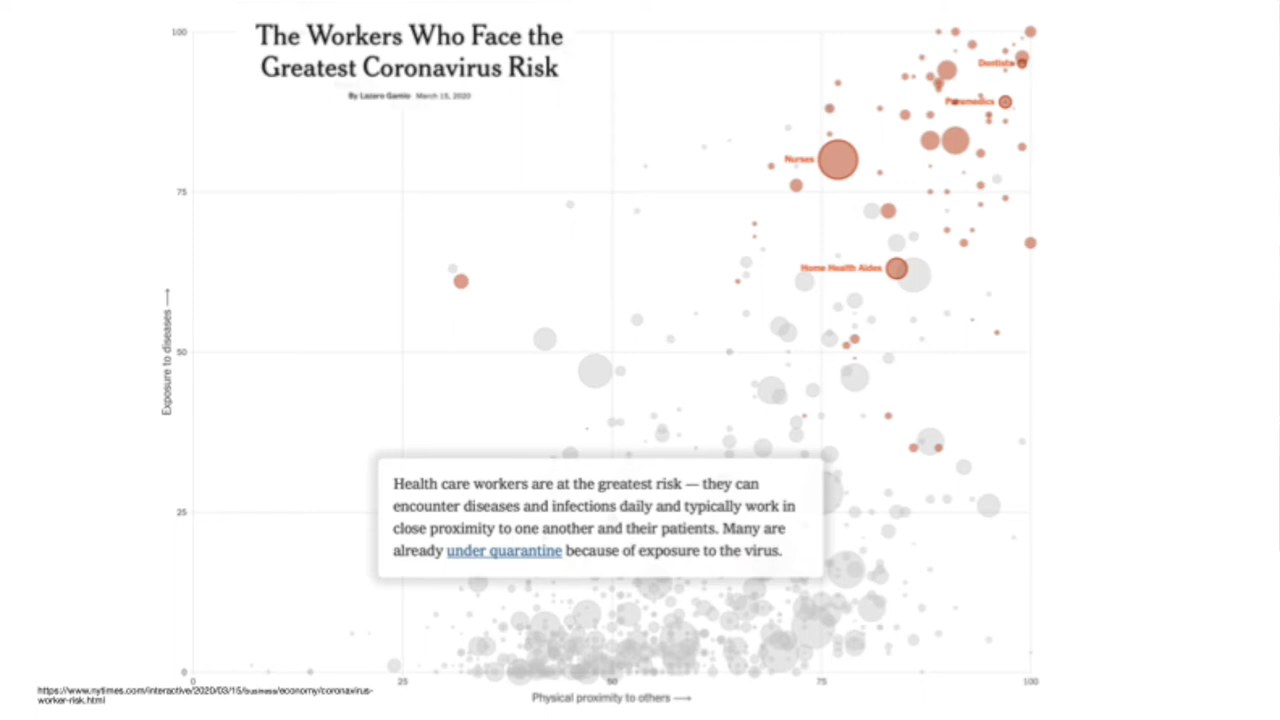 The Workers Who Face the
Greatest Coronavirus Risk
By Lazaro Gamio March 15, 2020
100
75
50
25
0
Exposure to diseases →
Dentists
Paramedics
Nurses
Home Health Aides
Health care workers are at the greatest risk — they can
encounter diseases and infections daily and typically work in
close proximity to one another and their patients. Many are
already under quarantine because of exposure to the virus.
0
25
50
75
100
Physical proximity to others →
https://www.nytimes.com/interactive/2020/03/15/business/economy/coronavirus-
worker-risk.html